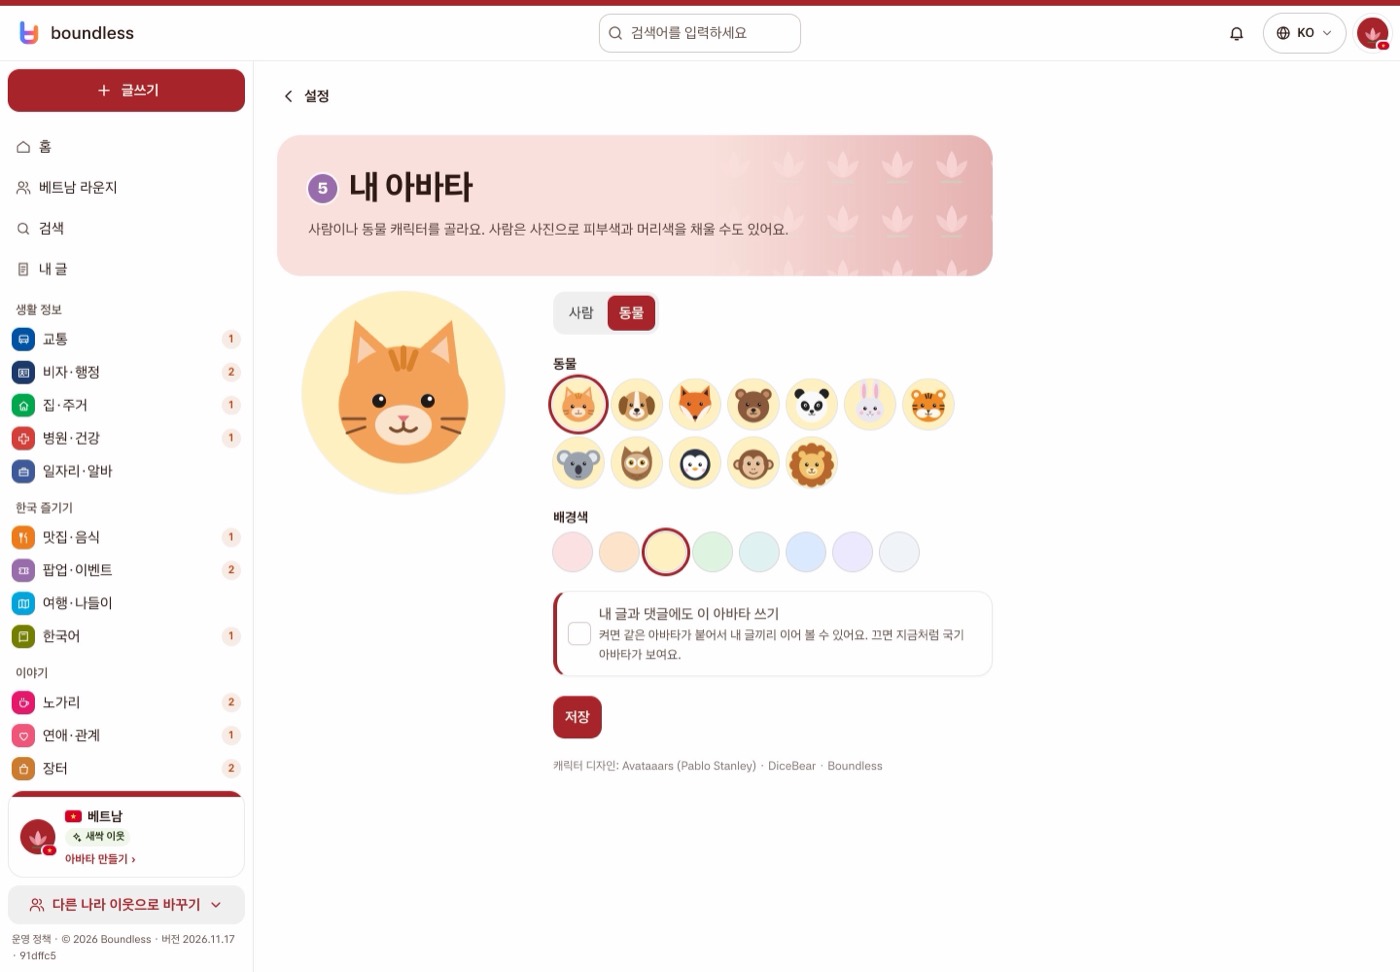 boundless
검색어를 입력하세요
KO
글쓰기
홈
베트남 라운지
검색
내 글
생활 정보
교통 1
비자·행정 2
집·주거 1
병원·건강 1
일자리·알바
한국 즐기기
맛집·음식 1
팝업·이벤트 2
여행·나들이
한국어 1
이야기
노가리 2
연애·관계 1
장터 2
베트남
새싹 이웃
아바타 만들기 ›
다른 나라 이웃으로 바꾸기
운영 정책 · © 2026 Boundless · 버전 2026.11.17
· 91dffc5
설정
5 내 아바타
사람이나 동물 캐릭터를 골라요. 사람은 사진으로 피부색과 머리색을 채울 수도 있어요.
사람 동물
동물
배경색
내 글과 댓글에도 이 아바타 쓰기
켜면 같은 아바타가 붙어서 내 글끼리 이어 볼 수 있어요. 끄면 지금처럼 국기
아바타가 보여요.
저장
캐릭터 디자인: Avataaars (Pablo Stanley) · DiceBear · Boundless